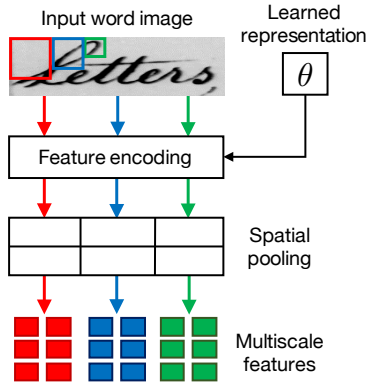 Input word image
Learned
representation
Letters,
θ
Feature encoding
Spatial
pooling
Multiscale
features